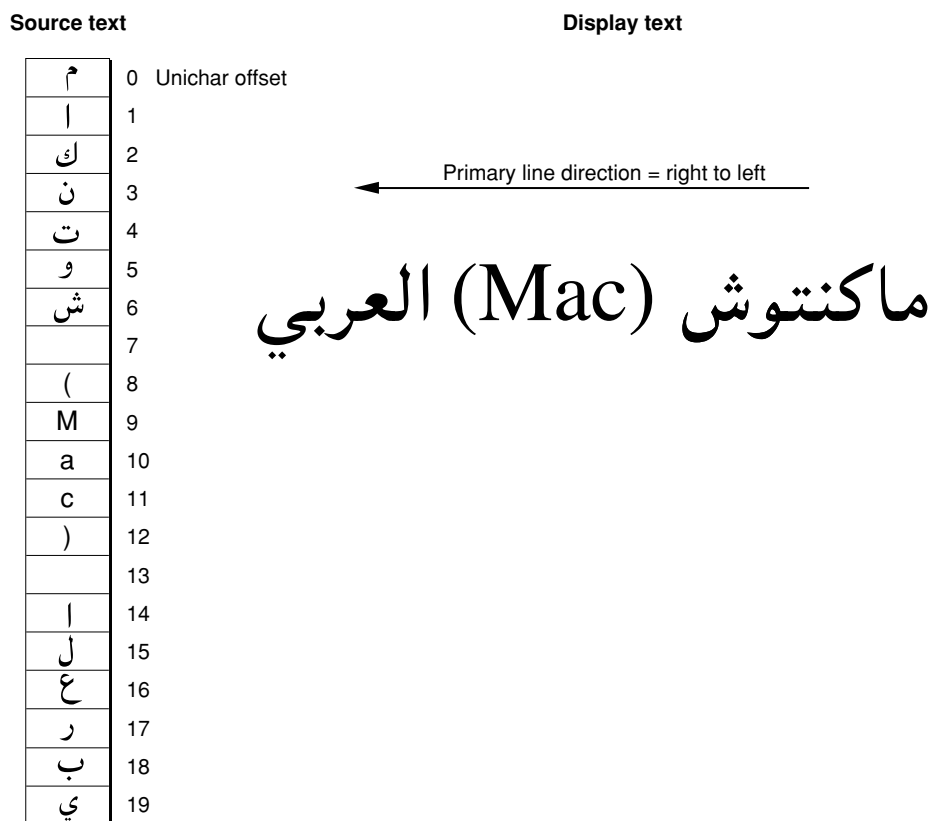 Source text
Display text
م 0 Unichar offset
ا 1
ك 2
ن 3
ت 4
و 5
ش 6
7
( 8
M 9
a 10
c 11
) 12
13
ا 14
ل 15
ع 16
ر 17
ب 18
ي 19
Primary line direction = right to left
ماكنتوش (Mac) العربي